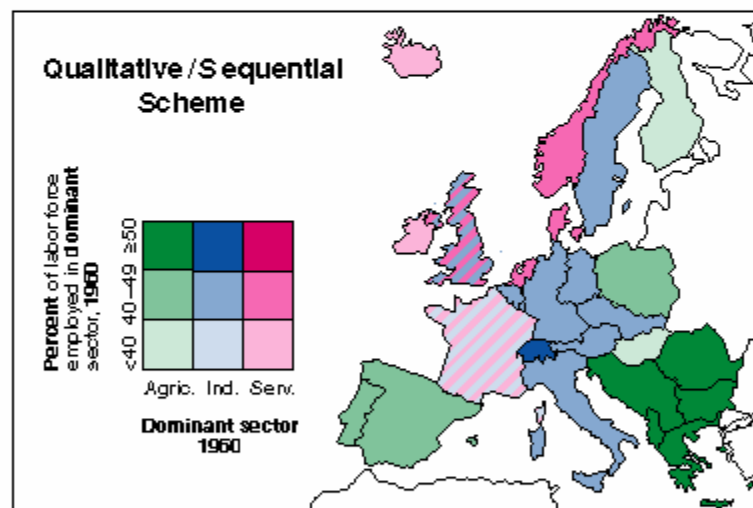 Qualitative/Sequential
Scheme
Percent of labor force
employed in dominant
sector, 1960
≥50
40–49
<40
Agric. Ind. Serv.
Dominant sector
1960